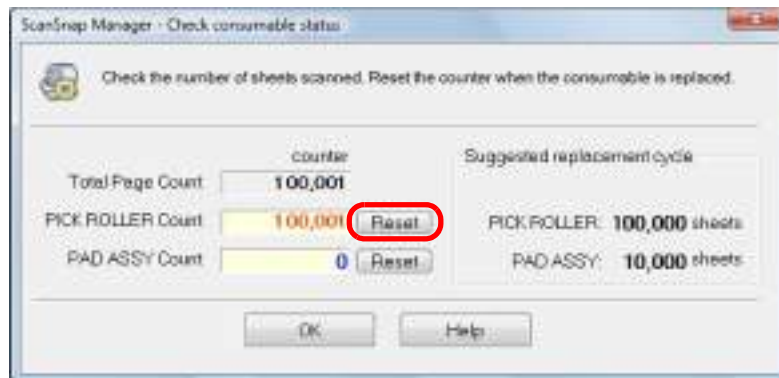 ScanSnap Manager - Check consumable status
Check the number of sheets scanned. Reset the counter when the consumable is replaced.
counter
Suggested replacement cycle
Total Page Count 100,001
PICK ROLLER Count 100,001 Reset
PICK ROLLER: 100,000 sheets
PAD ASSY Count 0 Reset
PAD ASSY: 10,000 sheets
OK Help